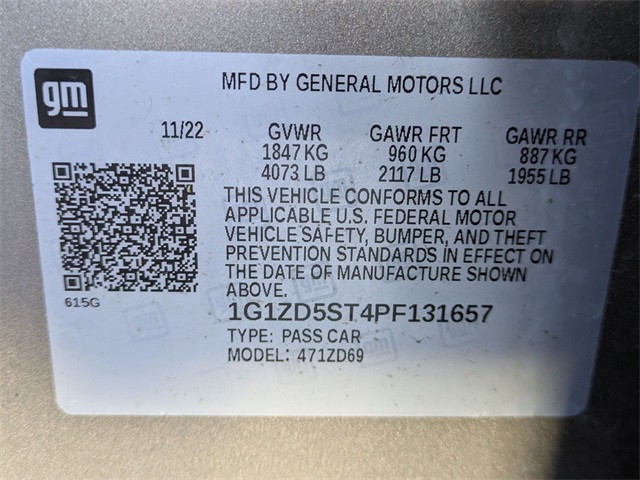 gm
MFD BY GENERAL MOTORS LLC
11/22 GVWR GAWR FRT GAWR RR
1847 KG 960 KG 887 KG
4073 LB 2117 LB 1955 LB
THIS VEHICLE CONFORMS TO ALL
APPLICABLE U.S. FEDERAL MOTOR
VEHICLE SAFETY, BUMPER, AND THEFT
PREVENTION STANDARDS IN EFFECT ON
THE DATE OF MANUFACTURE SHOWN
ABOVE.
615G
1G1ZD5ST4PF131657
TYPE: PASS CAR
MODEL: 471ZD69